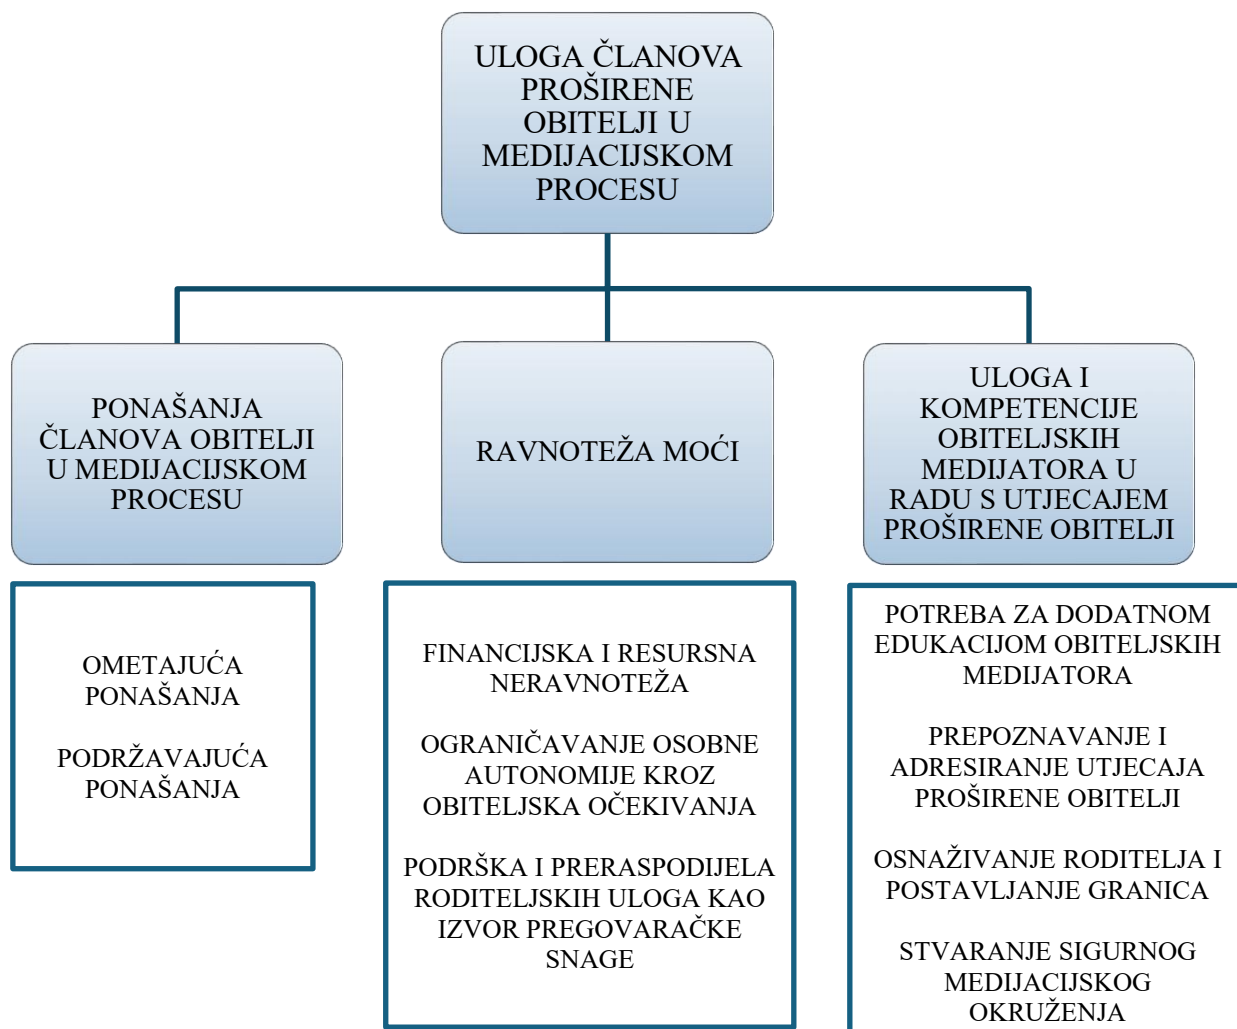 ULOGA ČLANOVA
PROŠIRENE
OBITELJI U
MEDIJACIJSKOM
PROCESU
PONAŠANJA
ČLANOVA OBITELJI
U MEDIJACIJSKOM
PROCESU
RAVNOTEŽA MOĆI
ULOGA I
KOMPETENCIJE
OBITELJSKIH
MEDIJATORA U
RADU S UTJECAJEM
PROŠIRENE OBITELJI
OMETAJUĆA
PONAŠANJA
PODRŽAVAJUĆA
PONAŠANJA
FINANCIJSKA I RESURSNA
NERAVNOTEŽA
OGRANIČAVANJE OSOBNE
AUTONOMIJE KROZ
OBITELJSKA OČEKIVANJA
PODRŠKA I PRERASPODIJELA
RODITELJSKIH ULOGA KAO
IZVOR PREGOVARAČKE
SNAGE
POTREBA ZA DODATNOM
EDUKACIJOM OBITELJSKIH
MEDIJATORA
PREPOZNAVANJE I
ADRESIRANJE UTJECAJA
PROŠIRENE OBITELJI
OSNAŽIVANJE RODITELJA I
POSTAVLJANJE GRANICA
STVARANJE SIGURNOG
MEDIJACIJSKOG
OKRUŽENJA